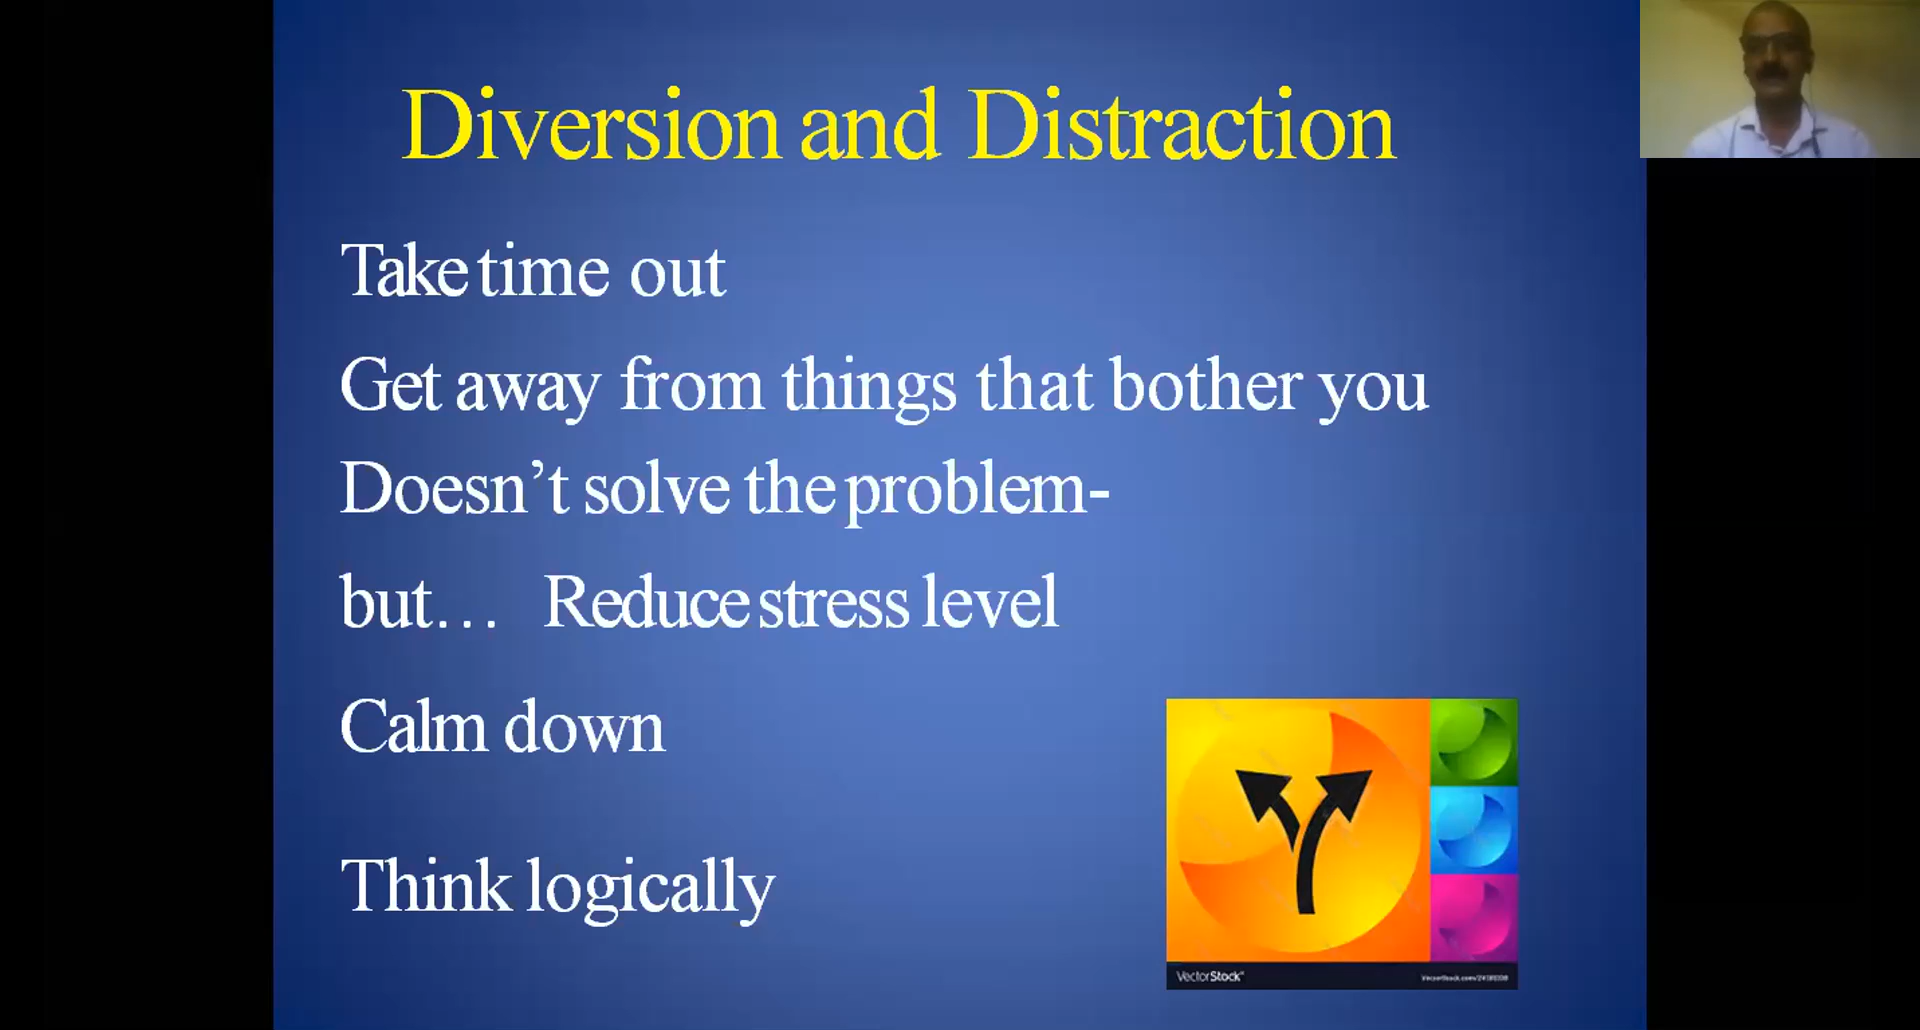 Diversion and Distraction
Take time out
Get away from things that bother you
Doesn’t solve the problem-
but… Reduce stress level
Calm down
Think logically
VectorStock